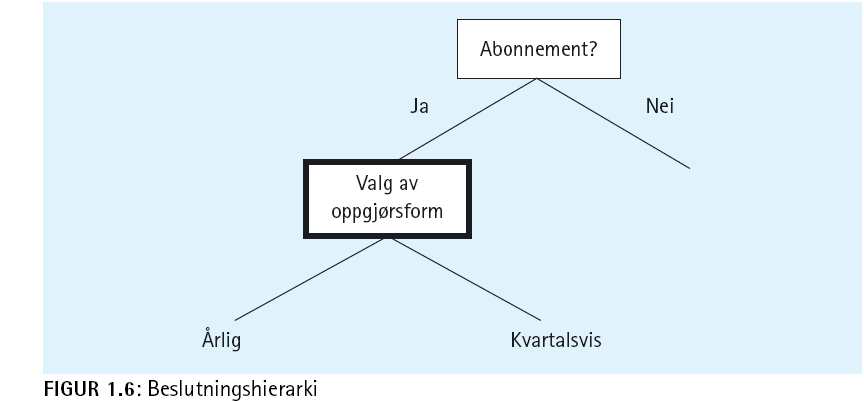 Abonnement?
Ja
Nei
Valg av
oppgjørsform
Årlig
Kvartalsvis
FIGUR 1.6: Beslutningshierarki